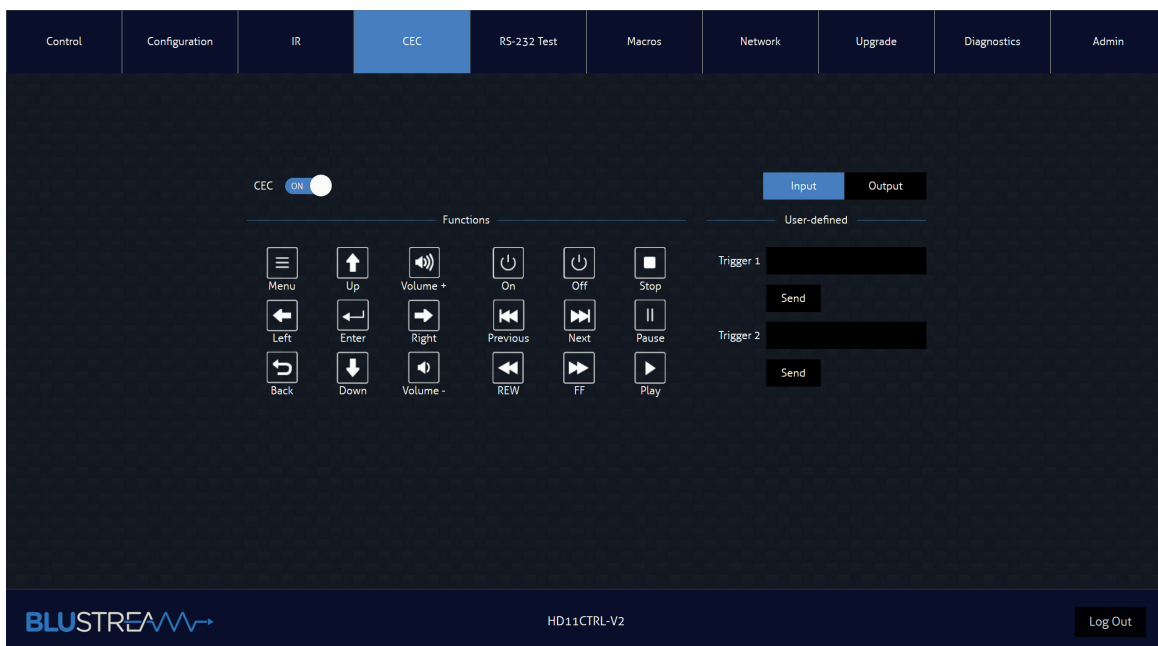 Control Configuration IR CEC RS-232 Test Macros Network Upgrade Diagnostics Admin
CEC ON Input Output
Functions User-defined
Trigger 1
Menu Up Volume + On Off Stop
Send
Left Enter Right Previous Next Pause
Trigger 2
Send
Back Down Volume - REW FF Play
BLUSTREAM HD11CTRL-V2 Log Out